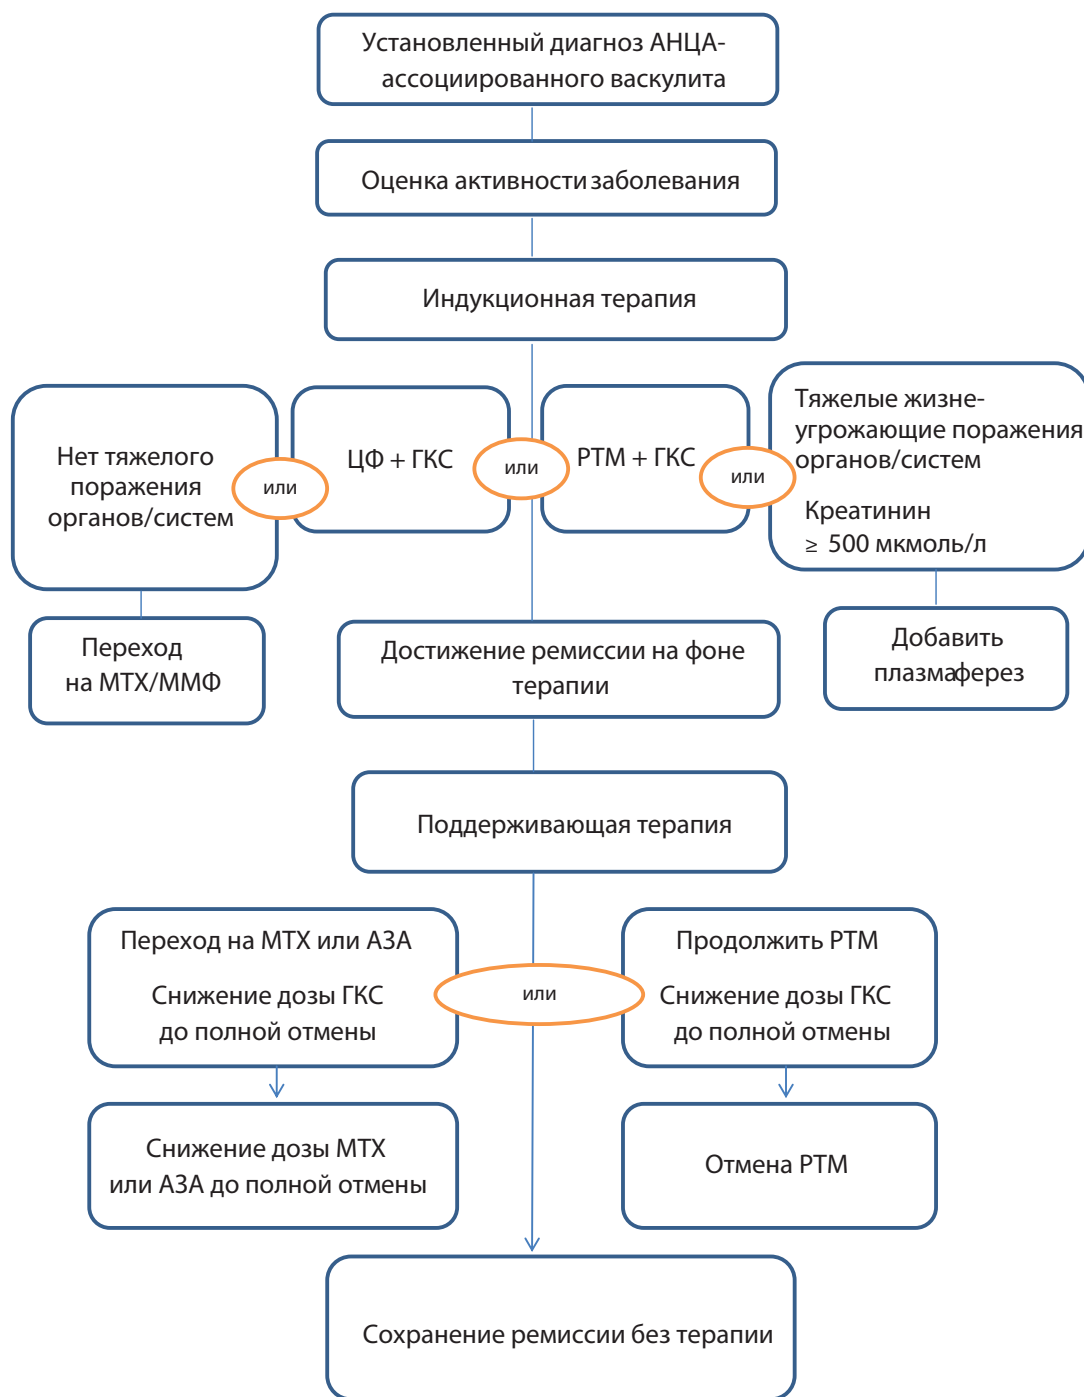 Установленный диагноз АНЦА-
ассоциированного васкулита
Оценка активности заболевания
Индукционная терапия
Нет тяжелого
поражения
органов/систем
или
ЦФ + ГКС
или
РТМ + ГКС
или
Тяжелые жизне-
угрожающие поражения
органов/систем
Креатинин
≥ 500 мкмоль/л
Переход
на МТХ/ММФ
Достижение ремиссии на фоне
терапии
Добавить
плазмаферез
Поддерживающая терапия
Переход на МТХ или АЗА
Снижение дозы ГКС
до полной отмены
или
Продолжить РТМ
Снижение дозы ГКС
до полной отмены
Снижение дозы МТХ
или АЗА до полной отмены
Отмена РТМ
Сохранение ремиссии без терапии